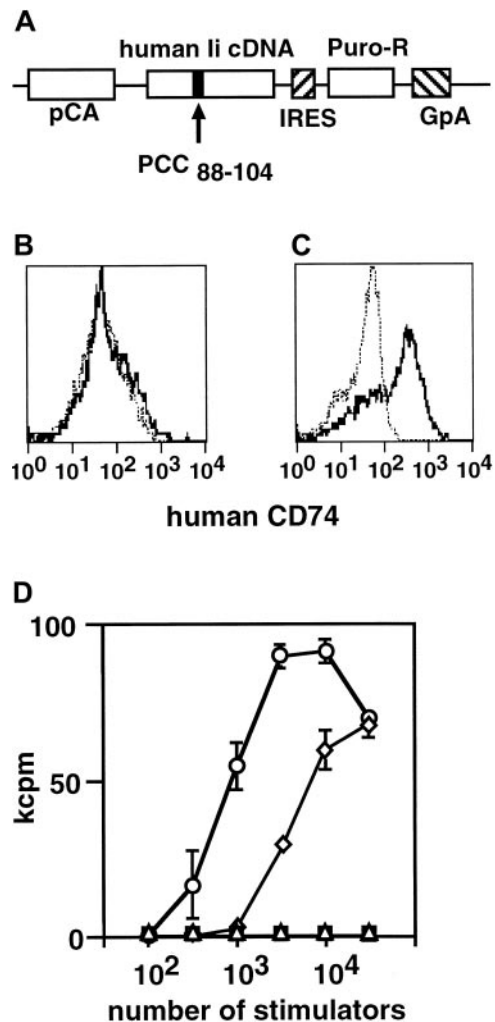 A
human Ii cDNA
Puro-R
pCA
IRES
GpA
PCC 88-104
B
C
10^0 10^1 10^2 10^3 10^4
10^0 10^1 10^2 10^3 10^4
human CD74
D
100
50
0
kcpm
10^2 10^3 10^4
number of stimulators